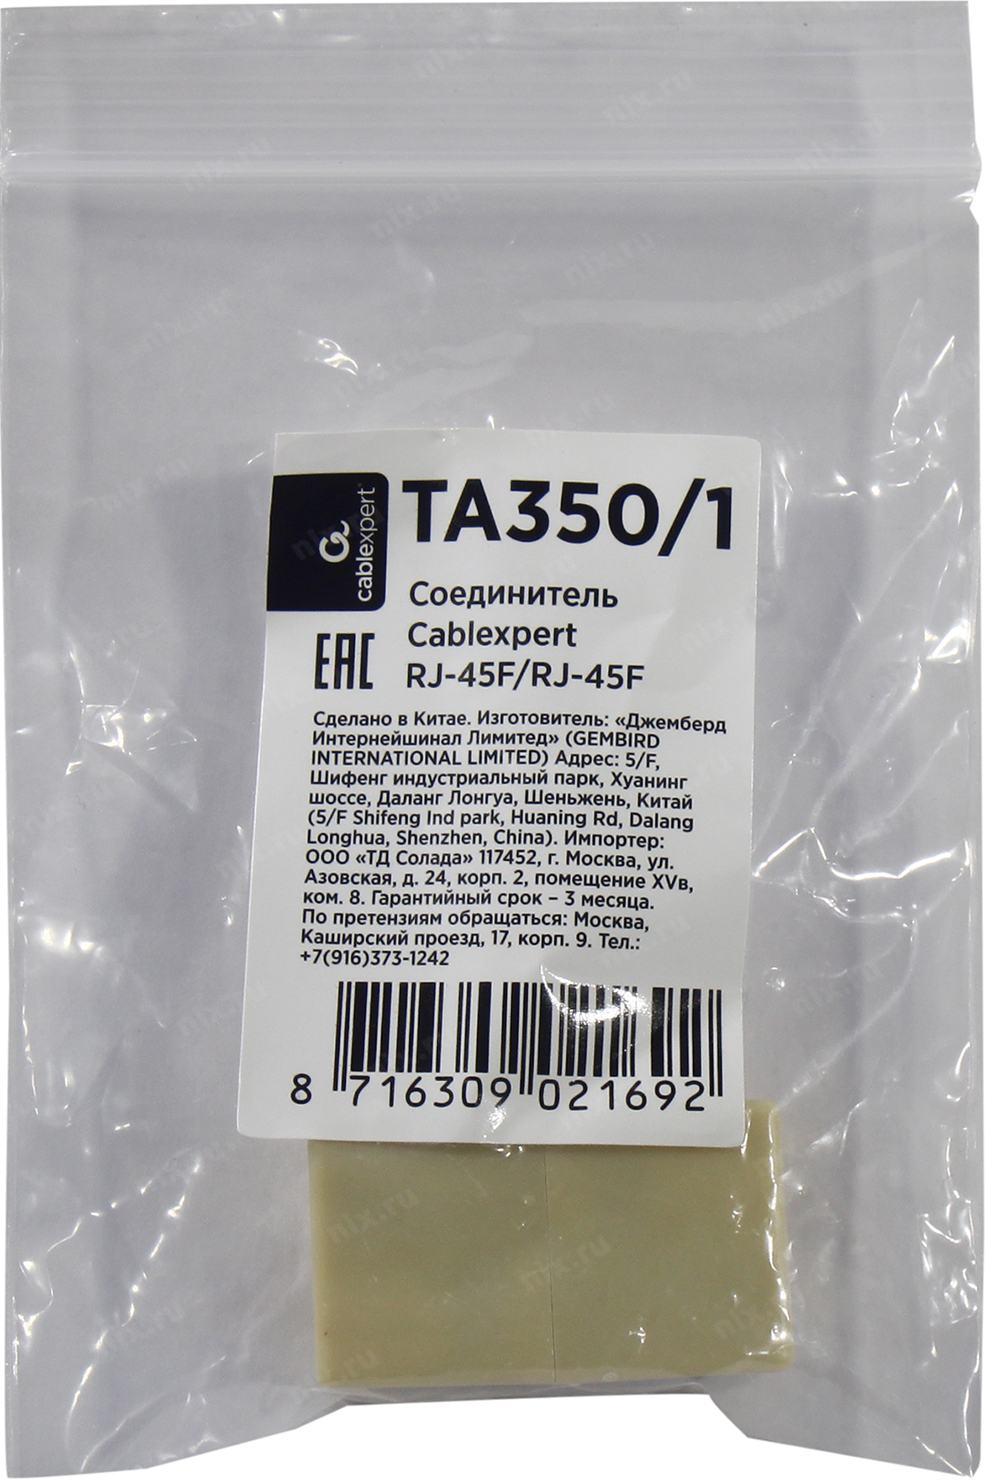 cablexpert
TA350/1
Соединитель
Cablexpert
RJ-45F/RJ-45F
EAC
Сделано в Китае. Изготовитель: «Джемберд
Интернейшинал Лимитед» (GEMBIRD
INTERNATIONAL LIMITED) Адрес: 5/F,
Шифенг индустриальный парк, Хуанинг
шоссе, Даланг Лонгуа, Шеньжень, Китай
(5/F Shifeng Ind park, Huaning Rd, Dalang
Longhua, Shenzhen, China). Импортер:
ООО «ТД Солада» 117452, г. Москва, ул.
Азовская, д. 24, корп. 2, помещение XVв,
ком. 8. Гарантийный срок – 3 месяца.
По претензиям обращаться: Москва,
Каширский проезд, 17, корп. 9. Тел.:
+7(916)373-1242
8 716309 021692